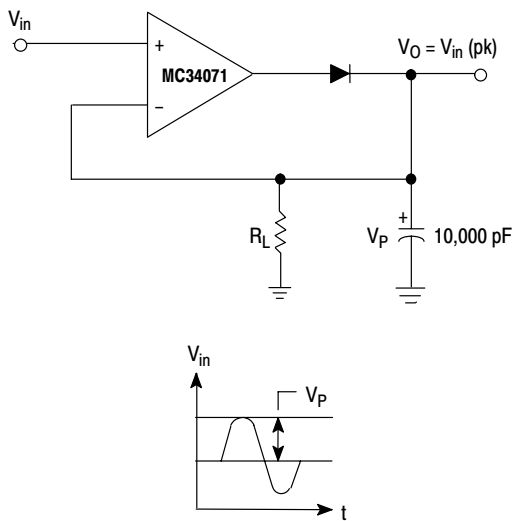 Vin
VO = Vin (pk)
+
MC34071
−
RL
+
VP
10,000 pF
Vin
VP
t